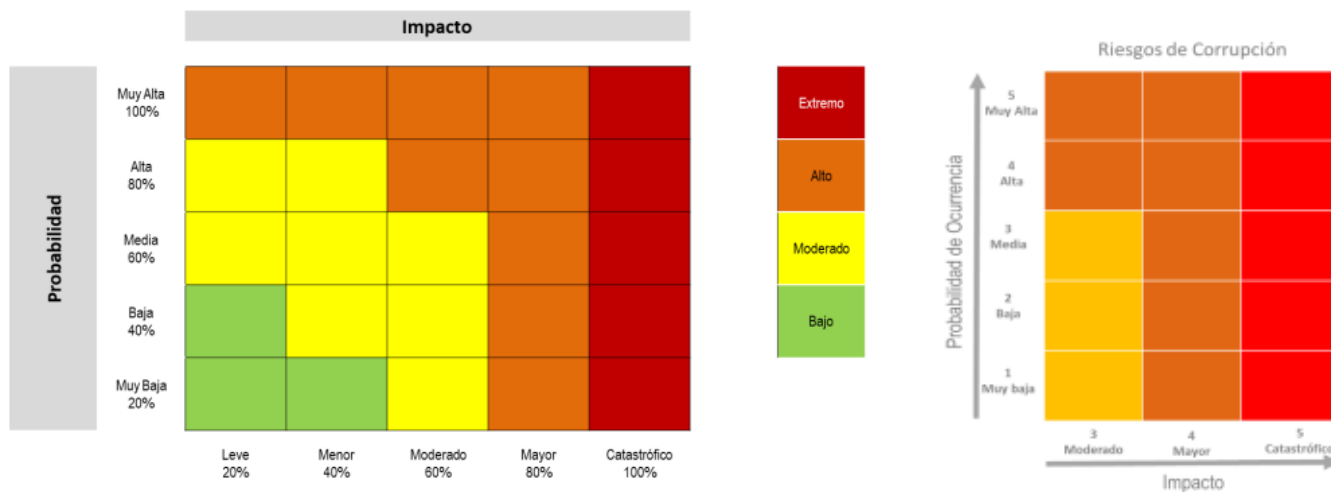 Impacto
Probabilidad
Muy Alta
100%
Alta
80%
Media
60%
Baja
40%
Muy Baja
20%
Leve
20%
Menor
40%
Moderado
60%
Mayor
80%
Catastrófico
100%
Extremo
Alto
Moderado
Bajo
Riesgos de Corrupción
Probabilidad de Ocurrencia
5
Muy Alta
4
Alta
3
Media
2
Baja
1
Muy baja
3
Moderado
4
Mayor
5
Catastrófico
Impacto